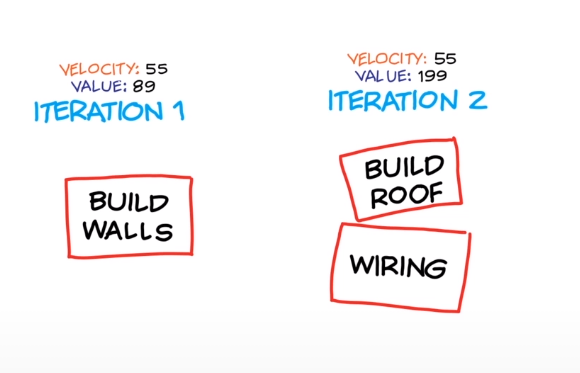 VELOCITY: 55
VALUE: 89
ITERATION 1
BUILD
WALLS
VELOCITY: 55
VALUE: 199
ITERATION 2
BUILD
ROOF
WIRING